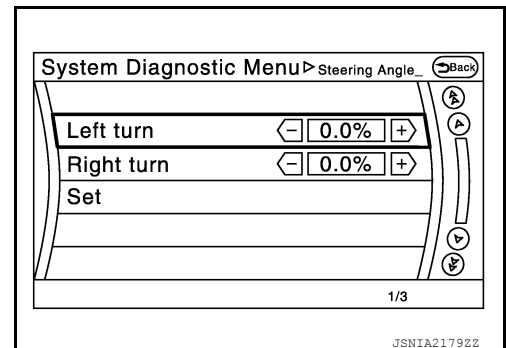 System Diagnostic Menu▷Steering Angle_ Back
Left turn - 0.0% +
Right turn - 0.0% +
Set
1/3
JSNIA2179ZZ